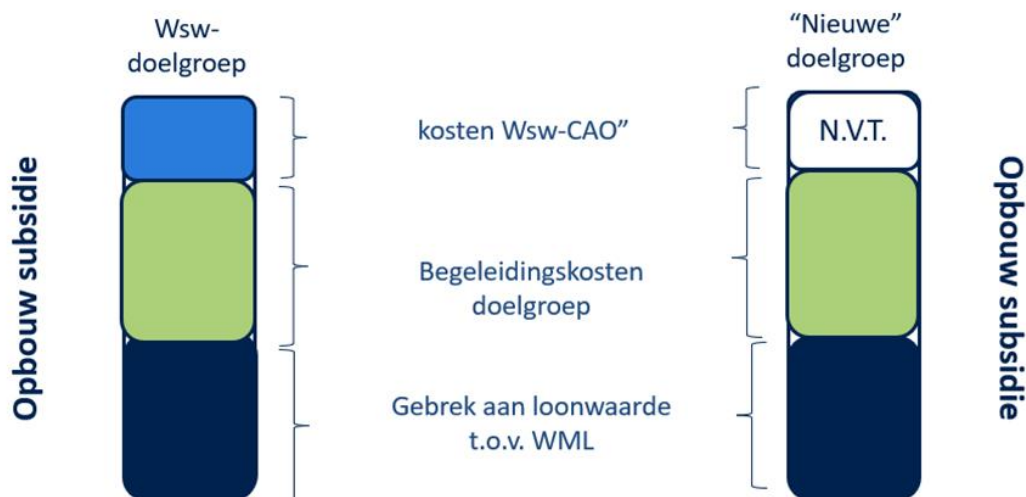 Wsw-
doelgroep
“Nieuwe”
doelgroep
Opbouw subsidie
kosten Wsw-CAO”
N.V.T.
Opbouw subsidie
Begeleidingskosten
doelgroep
Gebrek aan loonwaarde
t.o.v. WML